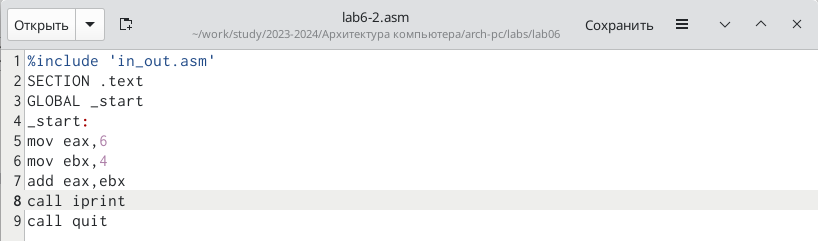 Открыть
lab6-2.asm
~/work/study/2023-2024/Архитектура компьютера/arch-pc/labs/lab06
Сохранить
1 %include 'in_out.asm'
2 SECTION .text
3 GLOBAL _start
4 _start:
5 mov eax,6
6 mov ebx,4
7 add eax,ebx
8 call iprint
9 call quit